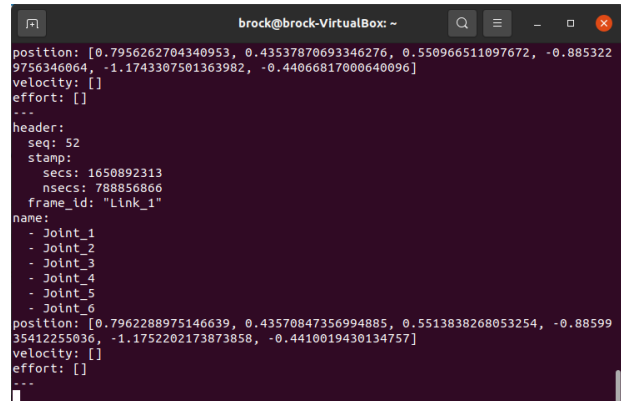 brock@brock-VirtualBox: ~
position: [0.7956262704340953, 0.43537870693346276, 0.550966511097672, -0.885322
9756346064, -1.1743307501363982, -0.44066817000640096]
velocity: []
effort: []
---
header:
  seq: 52
  stamp:
    secs: 1650892313
    nsecs: 788856866
  frame_id: "Link_1"
name:
  - Joint_1
  - Joint_2
  - Joint_3
  - Joint_4
  - Joint_5
  - Joint_6
position: [0.7962288975146639, 0.43570847356994885, 0.5513838268053254, -0.88599
35412255036, -1.1752202173873858, -0.4410019430134757]
velocity: []
effort: []
---